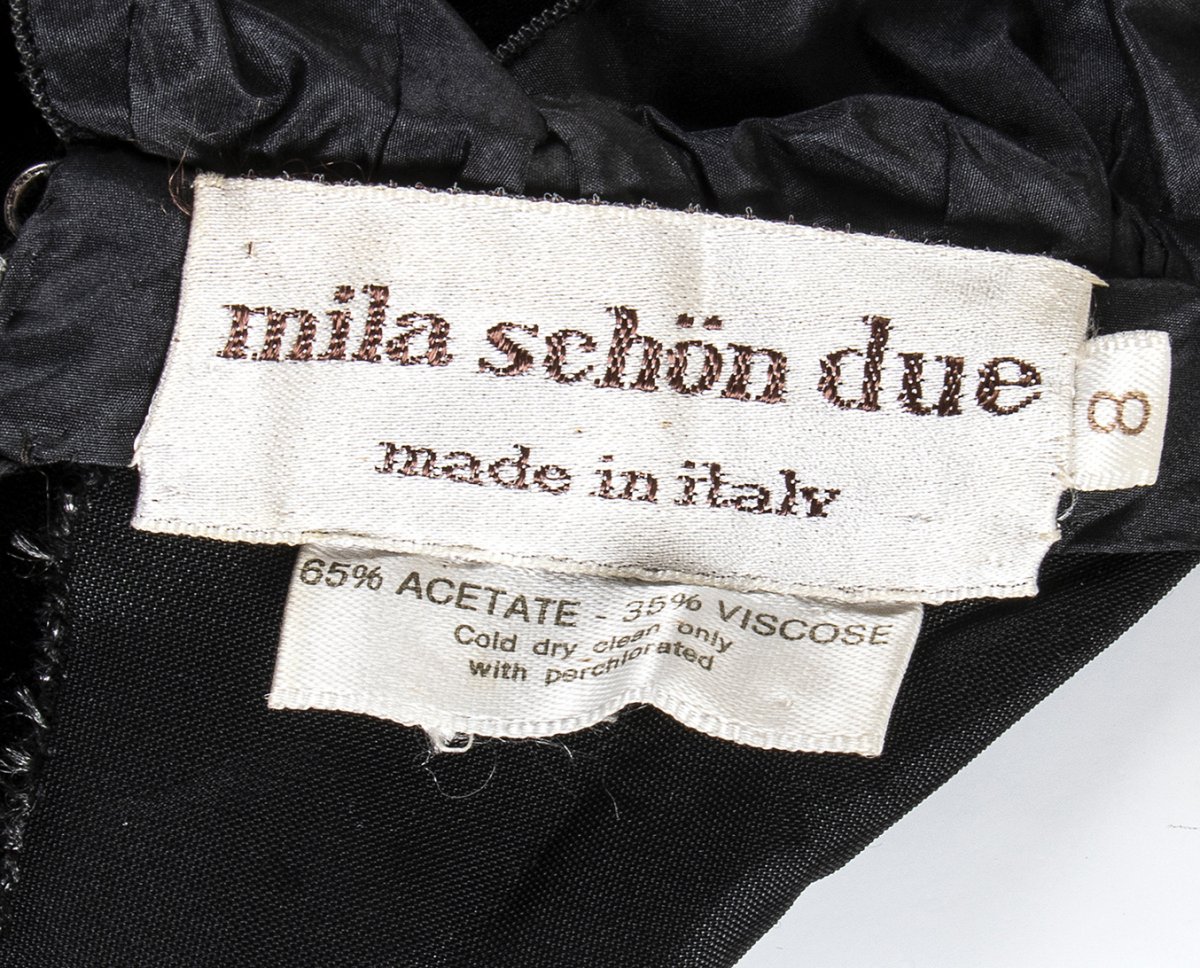 mila schön due
made in italy
8
65% ACETATE - 35% VISCOSE
Cold dry clean only
with perchlorated